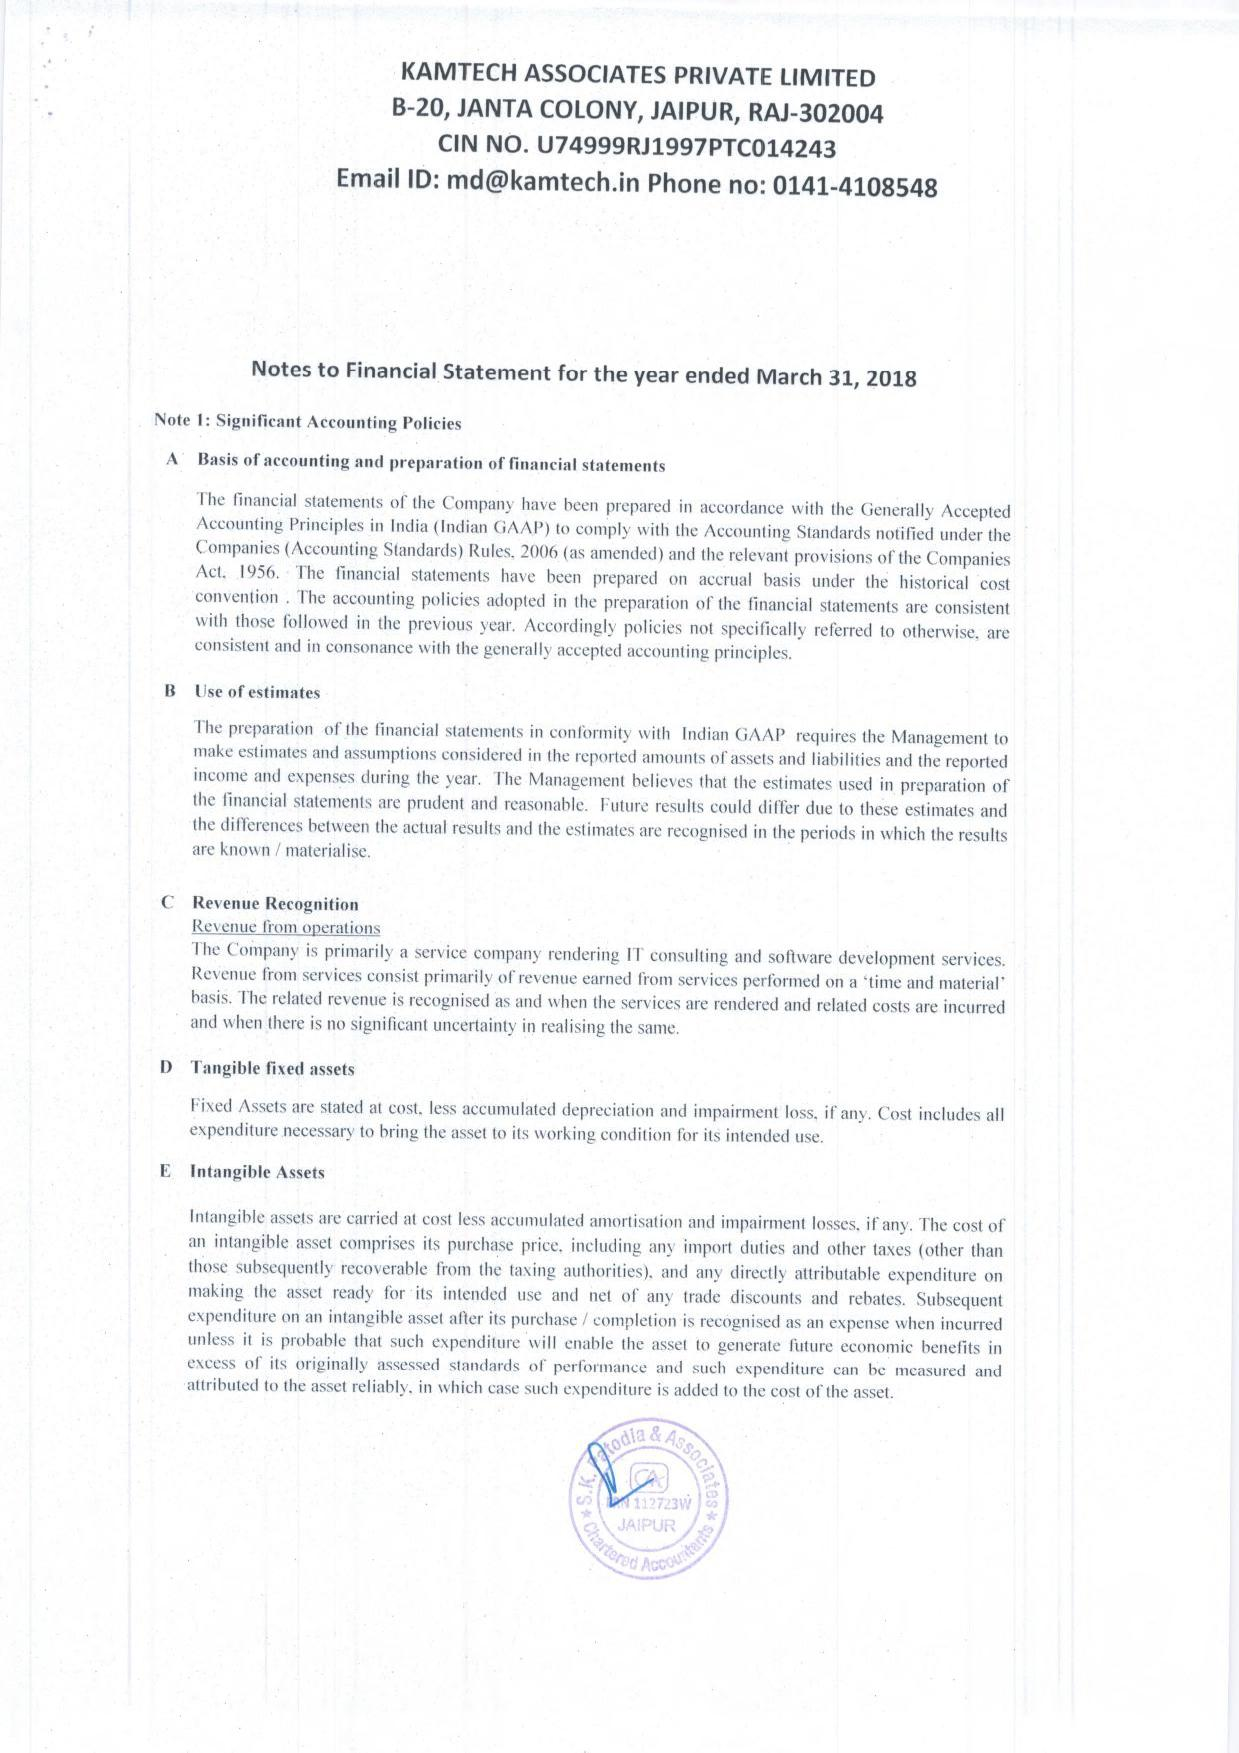 KAMTECH ASSOCIATES PRIVATE LIMITED
B-20, JANTA COLONY, JAIPUR, RAJ-302004
CIN NO. U74999RJ1997PTC014243
Email ID: md@kamtech.in Phone no: 0141-4108548
Notes to Financial Statement for the year ended March 31, 2018
Note 1: Significant Accounting Policies
A Basis of accounting and preparation of financial statements
The financial statements of the Company have been prepared in accordance with the Generally Accepted
Accounting Principles in India (Indian GAAP) to comply with the Accounting Standards notified under the
Companies (Accounting Standards) Rules, 2006 (as amended) and the relevant provisions of the Companies
Act, 1956. The financial statements have been prepared on accrual basis under the historical cost
convention . The accounting policies adopted in the preparation of the financial statements are consistent
with those followed in the previous year. Accordingly policies not specifically referred to otherwise, are
consistent and in consonance with the generally accepted accounting principles.
B Use of estimates
The preparation of the financial statements in conformity with Indian GAAP requires the Management to
make estimates and assumptions considered in the reported amounts of assets and liabilities and the reported
income and expenses during the year. The Management believes that the estimates used in preparation of
the financial statements are prudent and reasonable. Future results could differ due to these estimates and
the differences between the actual results and the estimates are recognised in the periods in which the results
are known / materialise.
C Revenue Recognition
Revenue from operations
The Company is primarily a service company rendering IT consulting and software development services.
Revenue from services consist primarily of revenue earned from services performed on a ‘time and material’
basis. The related revenue is recognised as and when the services are rendered and related costs are incurred
and when there is no significant uncertainty in realising the same.
D Tangible fixed assets
Fixed Assets are stated at cost, less accumulated depreciation and impairment loss, if any. Cost includes all
expenditure necessary to bring the asset to its working condition for its intended use.
E Intangible Assets
Intangible assets are carried at cost less accumulated amortisation and impairment losses, if any. The cost of
an intangible asset comprises its purchase price, including any import duties and other taxes (other than
those subsequently recoverable from the taxing authorities), and any directly attributable expenditure on
making the asset ready for its intended use and net of any trade discounts and rebates. Subsequent
expenditure on an intangible asset after its purchase / completion is recognised as an expense when incurred
unless it is probable that such expenditure will enable the asset to generate future economic benefits in
excess of its originally assessed standards of performance and such expenditure can be measured and
attributed to the asset reliably, in which case such expenditure is added to the cost of the asset.
S.K. Patodia & Associates
CA
112723W
JAIPUR
★ Chartered Accountants ★